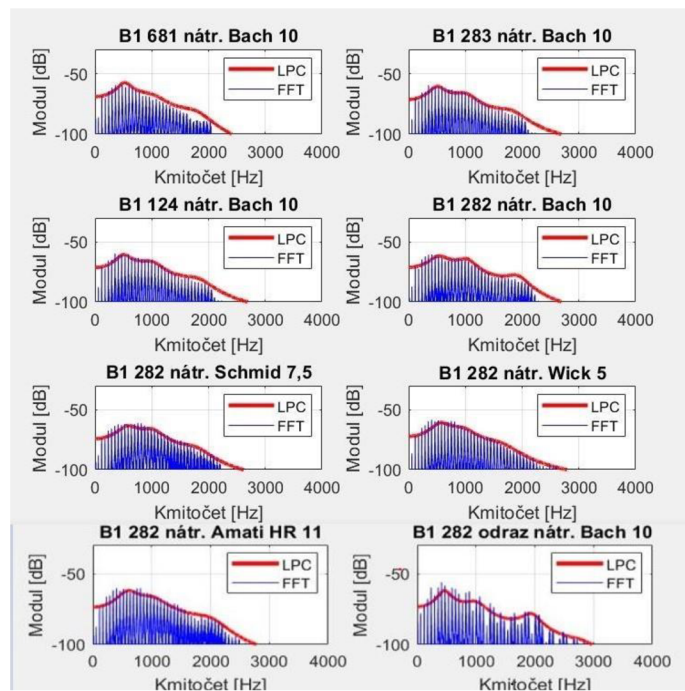 B1 681 nátr. Bach 10
Modul [dB]
-50
-100
LPC
FFT
0 1000 2000 3000 4000
Kmitočet [Hz]
B1 283 nátr. Bach 10
Modul [dB]
-50
-100
LPC
FFT
0 1000 2000 3000 4000
Kmitočet [Hz]
B1 124 nátr. Bach 10
Modul [dB]
-50
-100
LPC
FFT
0 1000 2000 3000 4000
Kmitočet [Hz]
B1 282 nátr. Bach 10
Modul [dB]
-50
-100
LPC
FFT
0 1000 2000 3000 4000
Kmitočet [Hz]
B1 282 nátr. Schmid 7,5
Modul [dB]
-50
-100
LPC
FFT
0 1000 2000 3000 4000
Kmitočet [Hz]
B1 282 nátr. Wick 5
Modul [dB]
-50
-100
LPC
FFT
0 1000 2000 3000 4000
Kmitočet [Hz]
B1 282 nátr. Amati HR 11
Modul [dB]
-50
-100
LPC
FFT
0 1000 2000 3000 4000
Kmitočet [Hz]
B1 282 odraz nátr. Bach 10
Modul [dB]
-50
-100
LPC
FFT
0 1000 2000 3000 4000
Kmitočet [Hz]